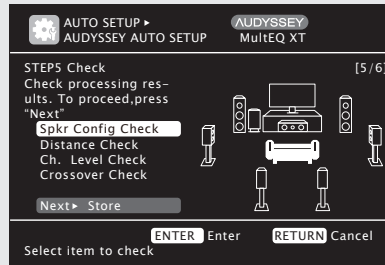 AUTO SETUP ▸
AUDYSSEY AUTO SETUP
AUDYSSEY
MultEQ XT
STEP5 Check
[5/6]
Check processing res-
ults. To proceed,press
“Next”
Spkr Config Check
Distance Check
Ch. Level Check
Crossover Check
Next▸ Store
ENTER Enter
RETURN Cancel
Select item to check